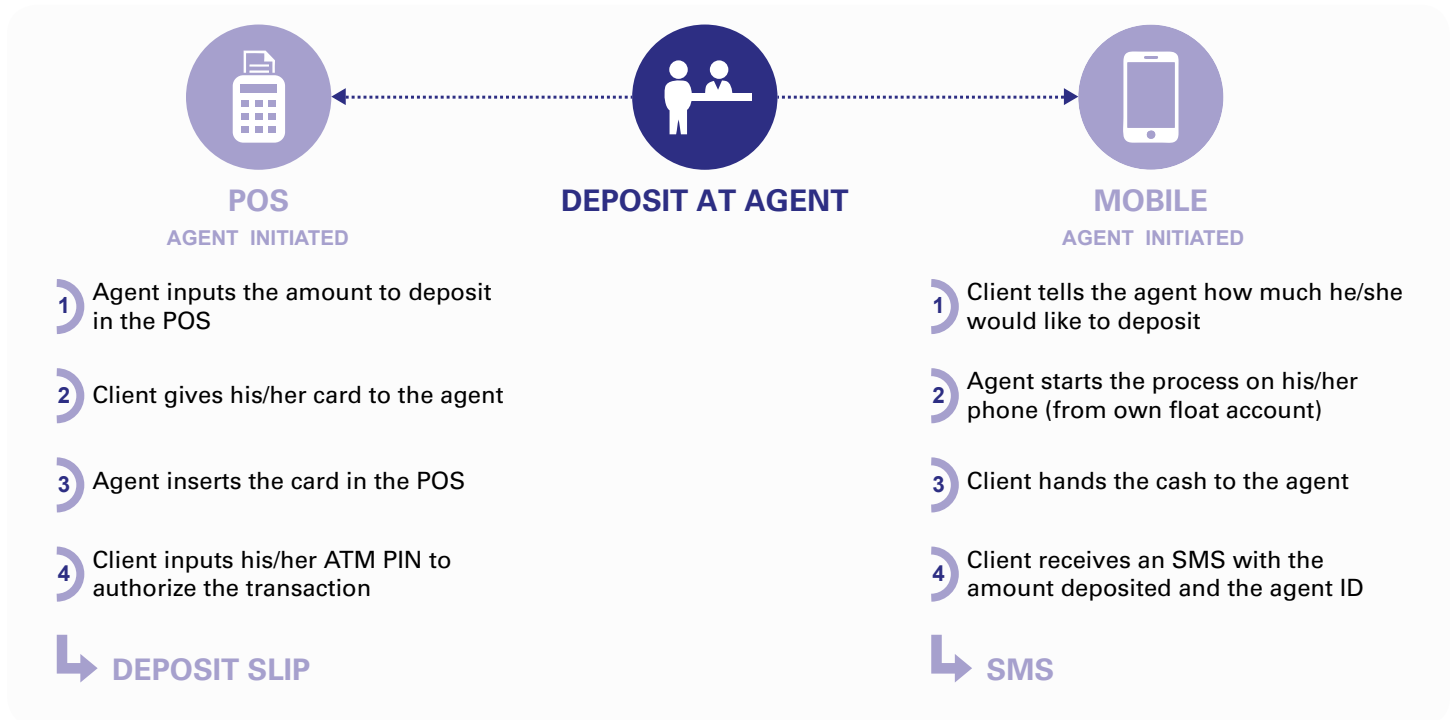 DEPOSIT AT AGENT
POS
AGENT INITIATED
1
Agent inputs the amount to deposit
in the POS
2
Client gives his/her card to the agent
3
Agent inserts the card in the POS
4
Client inputs his/her ATM PIN to
authorize the transaction
DEPOSIT SLIP
MOBILE
AGENT INITIATED
1
Client tells the agent how much he/she
would like to deposit
2
Agent starts the process on his/her
phone (from own float account)
3
Client hands the cash to the agent
4
Client receives an SMS with the
amount deposited and the agent ID
SMS